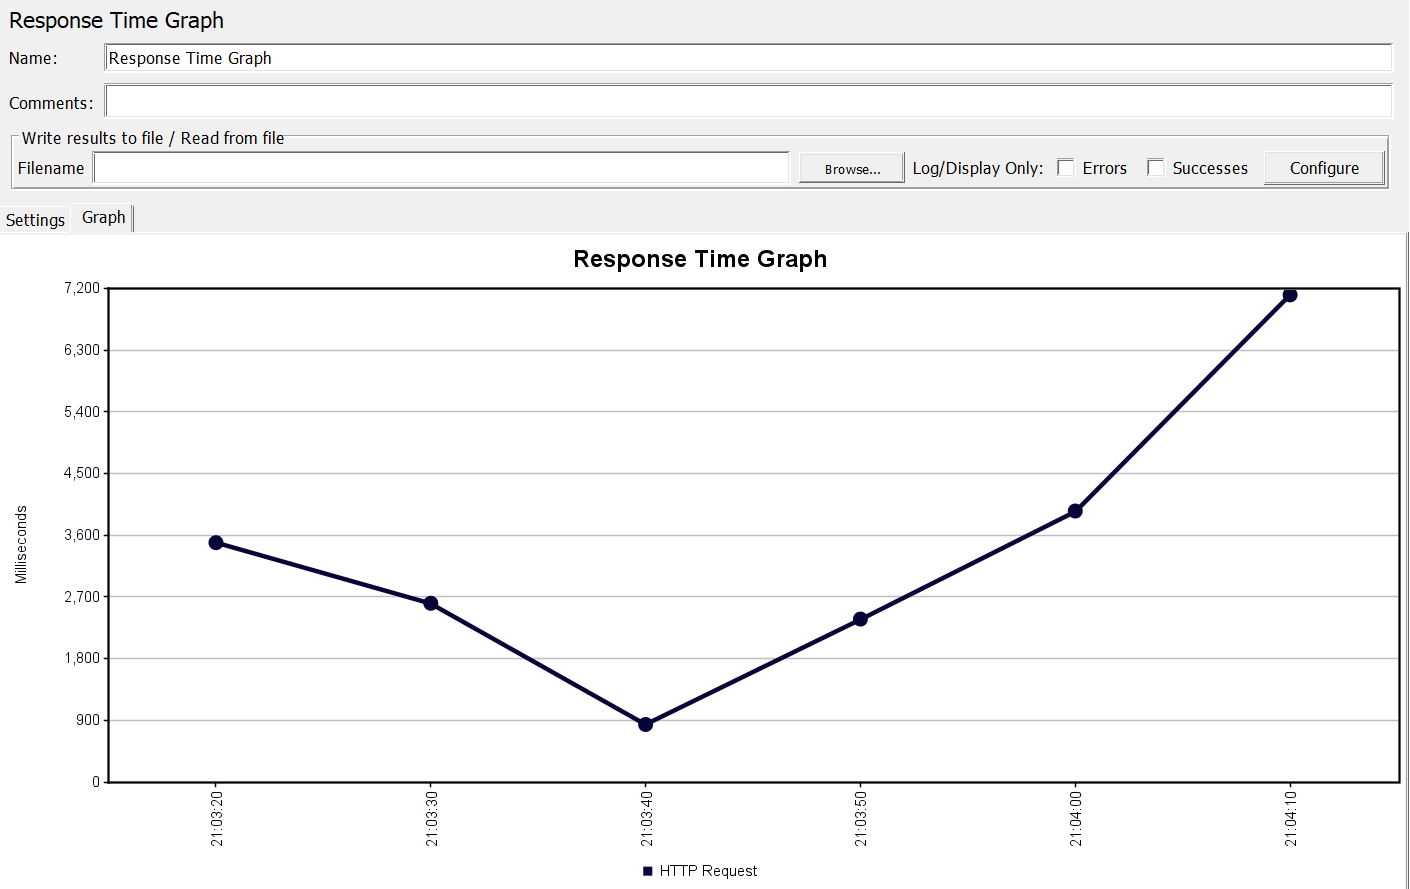 Response Time Graph
Name: Response Time Graph
Comments:
Write results to file / Read from file
Filename Browse... Log/Display Only: Errors Successes Configure
Settings Graph
Response Time Graph
7,200
6,300
5,400
4,500
3,600
2,700
1,800
900
0
Milliseconds
21:03:20 21:03:30 21:03:40 21:03:50 21:04:00 21:04:10
HTTP Request